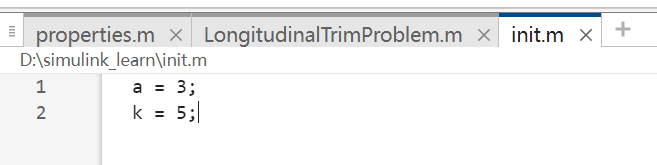 properties.m × LongitudinalTrimProblem.m × init.m × +
D:\simulink_learn\init.m
1 a = 3;
2 k = 5;